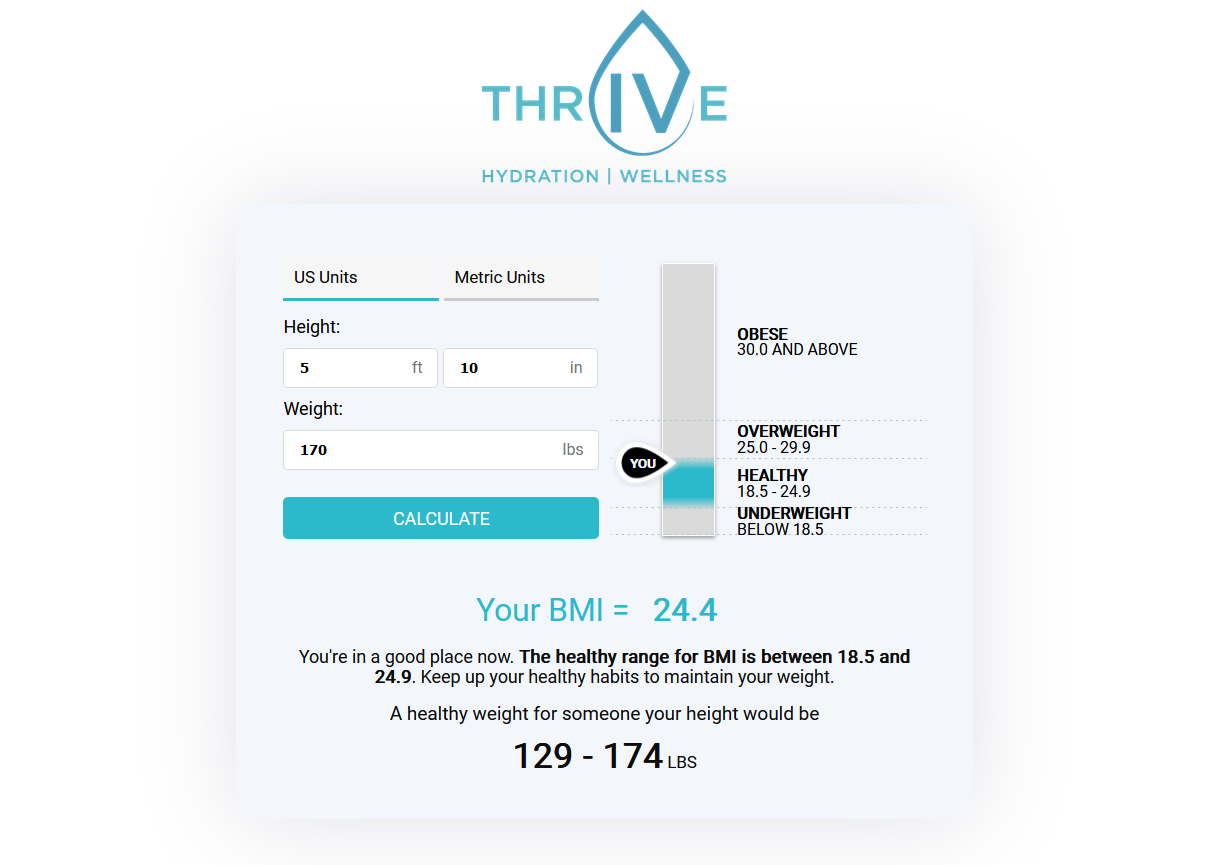 THRIVE
HYDRATION | WELLNESS
US Units
Metric Units
Height:
5 ft
10 in
Weight:
170 lbs
CALCULATE
OBESE
30.0 AND ABOVE
OVERWEIGHT
25.0 - 29.9
YOU
HEALTHY
18.5 - 24.9
UNDERWEIGHT
BELOW 18.5
Your BMI = 24.4
You're in a good place now. The healthy range for BMI is between 18.5 and
24.9. Keep up your healthy habits to maintain your weight.
A healthy weight for someone your height would be
129 - 174 LBS